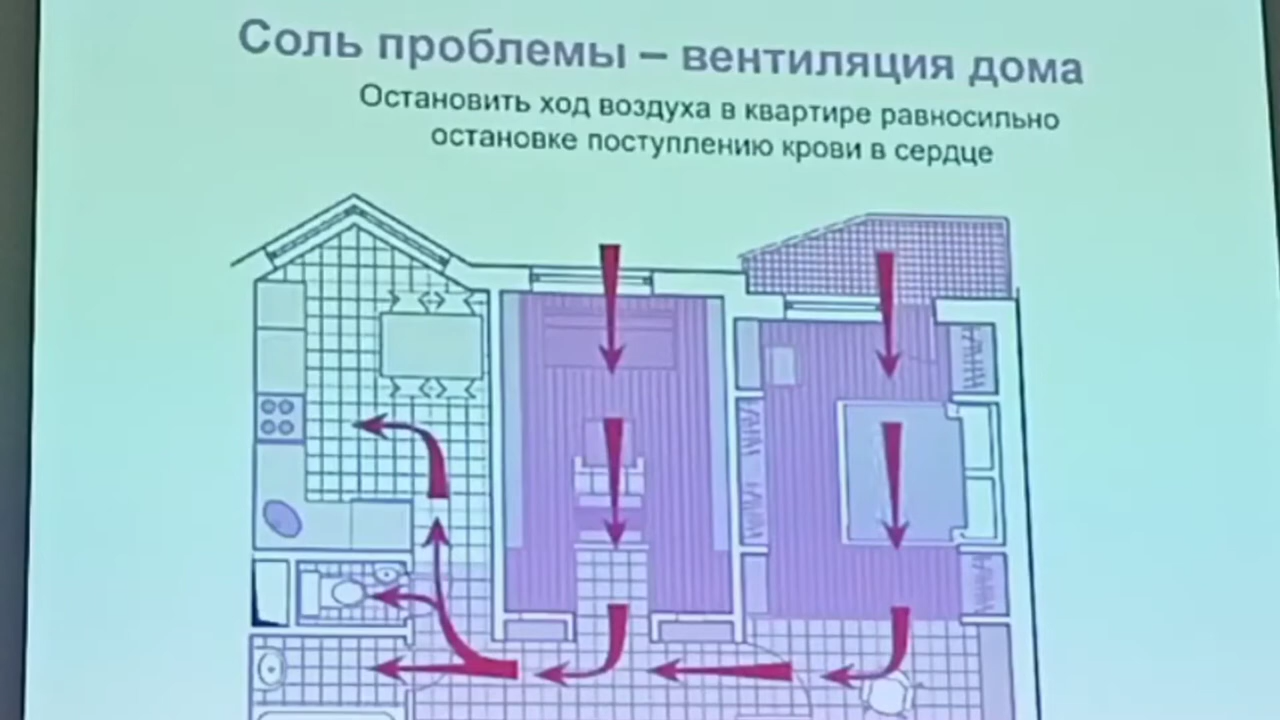 Соль проблемы – вентиляция дома
Остановить ход воздуха в квартире равносильно
остановке поступлению крови в сердце